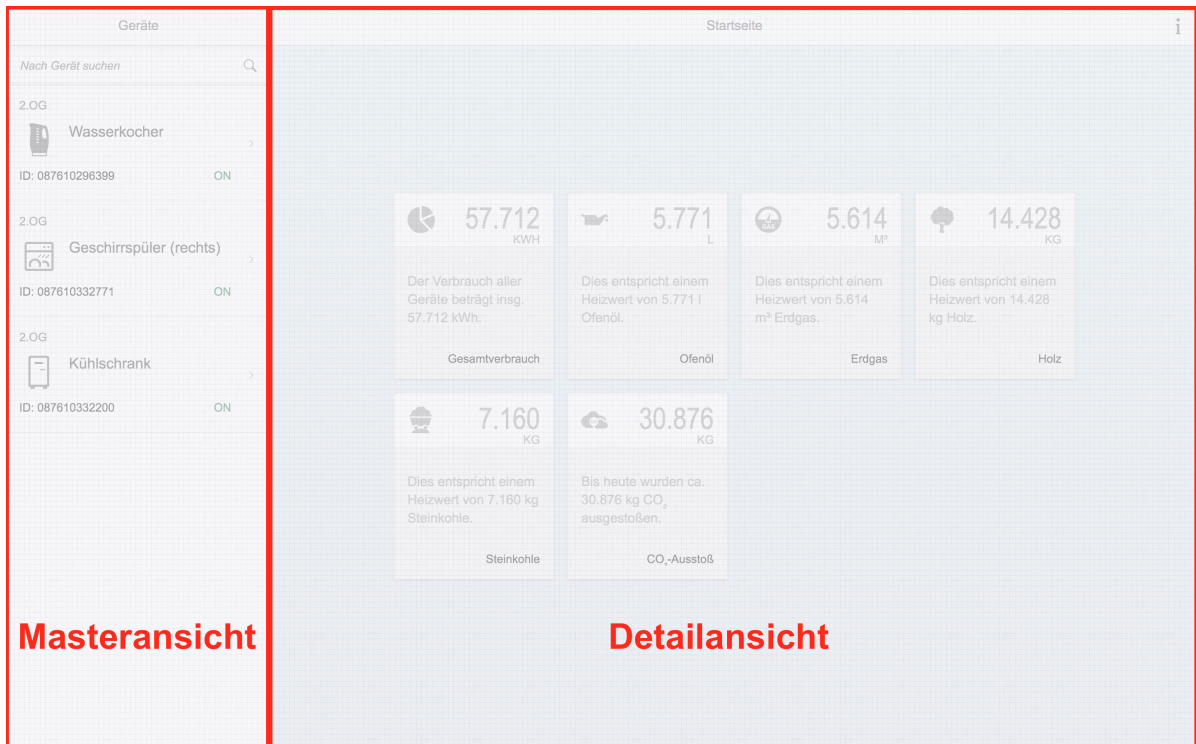 Geräte
Nach Gerät suchen
2.OG
Wasserkocher
ID: 087610296399 ON
2.OG
Geschirrspüler (rechts)
ID: 087610332771 ON
2.OG
Kühlschrank
ID: 087610332200 ON
Masteransicht
Startseite
i
57.712
KWH
Der Verbrauch aller
Geräte beträgt insg.
57.712 kWh.
Gesamtverbrauch
5.771
L
Dies entspricht einem
Heizwert von 5.771 l
Ofenöl.
Ofenöl
GAS
5.614
M³
Dies entspricht einem
Heizwert von 5.614
m³ Erdgas.
Erdgas
14.428
KG
Dies entspricht einem
Heizwert von 14.428
kg Holz.
Holz
7.160
KG
Dies entspricht einem
Heizwert von 7.160 kg
Steinkohle.
Steinkohle
30.876
KG
Bis heute wurden ca.
30.876 kg CO₂
ausgestoßen.
CO₂-Ausstoß
Detailansicht